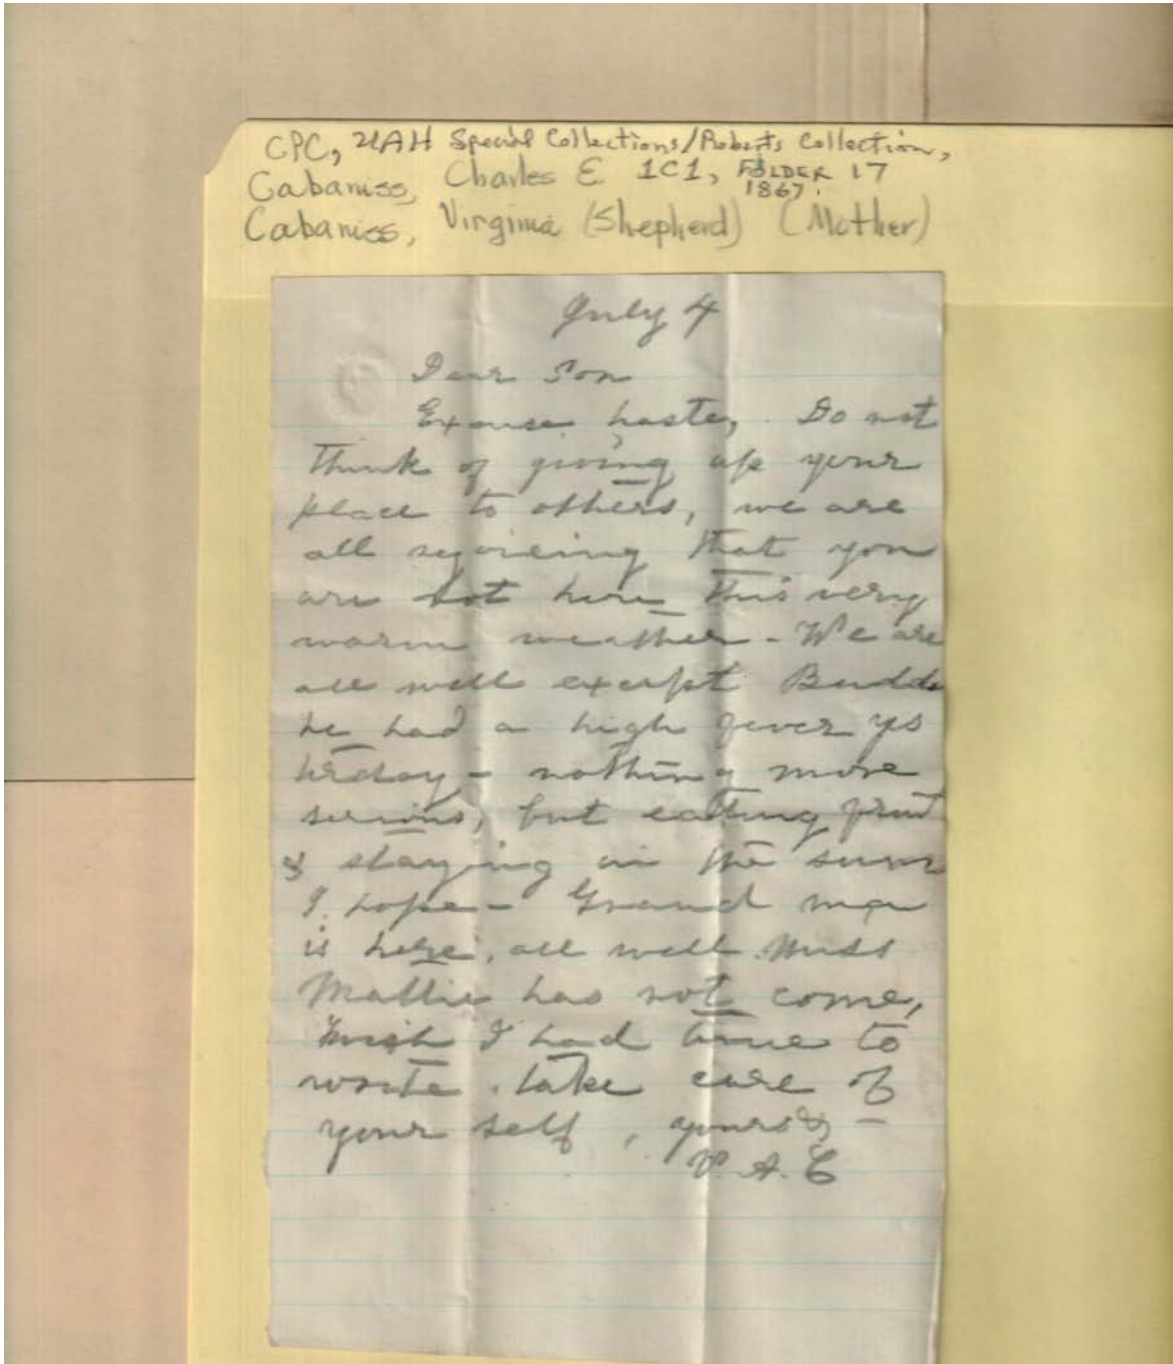 CPC, UAH Special Collections/Roberts Collection,
Cabaniss, Charles E 1C1, FOLDER 17
1867.
Cabaniss, Virginia (Shepherd) (Mother)
July 4
Dear Son
Excuse haste, Do not
think of giving up your
place to others, we are
all rejoicing that you
are not here this very
warm weather - We are
all well except
he had a high fever yes
terday - nothing more
serious, but eating fruit
& staying in the sun
I hope - Grand ma
is here, all well. Miss
Mattie has not come,
Wish I had time to
write. take care of
your self, yours -
V. A. C